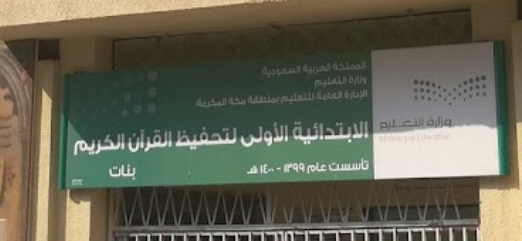 المملكة العربية السعودية
وزارة التعليم
الإدارة العامة للتعليم بمنطقة مكة المكرمة
الابتدائية الأولى لتحفيظ القرآن الكريم
تأسست عام ١٣٩٩ - ١٤٠٠ هـ
بنات
وزارة التعليم
Ministry of Education